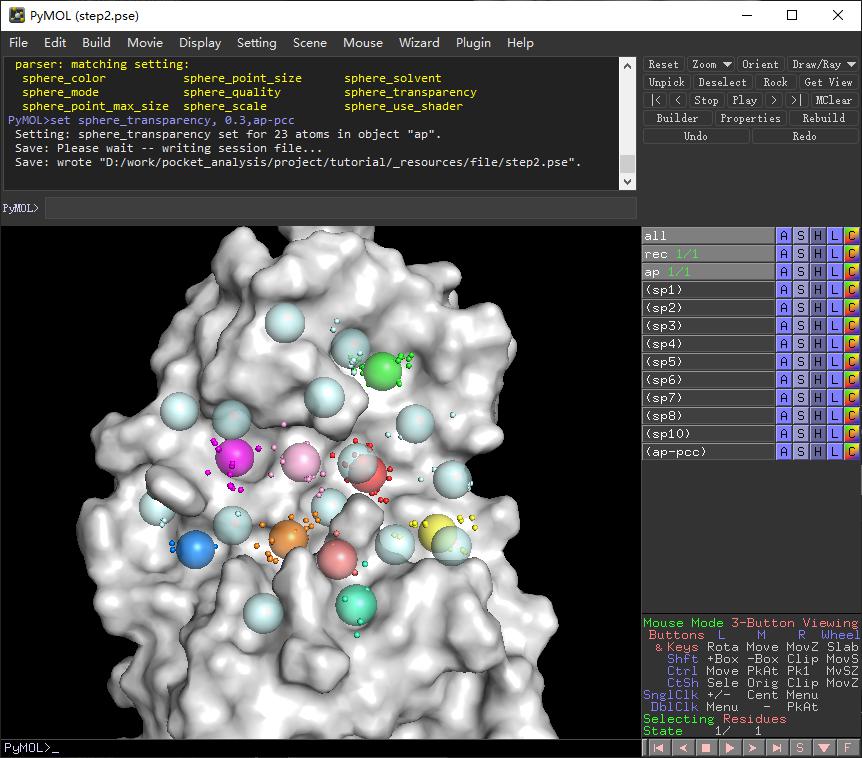 PyMOL (step2.pse)
File Edit Build Movie Display Setting Scene Mouse Wizard Plugin Help
parser: matching setting:
sphere_color sphere_point_size sphere_solvent
sphere_mode sphere_quality sphere_transparency
sphere_point_max_size sphere_scale sphere_use_shader
PyMOL>set sphere_transparency, 0.3,ap-pcc
Setting: sphere_transparency set for 23 atoms in object "ap".
Save: Please wait -- writing session file...
Save: wrote "D:/work/pocket_analysis/project/tutorial/_resources/file/step2.pse".
PyMOL>
Reset Zoom Orient Draw/Ray
Unpick Deselect Rock Get View
|< < Stop Play > >| MClear
Builder Properties Rebuild
Undo Redo
all A S H L C
rec 1/1 A S H L C
ap 1/1 A S H L C
(sp1) A S H L C
(sp2) A S H L C
(sp3) A S H L C
(sp4) A S H L C
(sp5) A S H L C
(sp6) A S H L C
(sp7) A S H L C
(sp8) A S H L C
(sp10) A S H L C
(ap-pcc) A S H L C
Mouse Mode 3-Button Viewing
Buttons L M R Wheel
& Keys Rota Move MovZ Slab
Shft +Box -Box Clip MovS
Ctrl Move PkAt Pk1 MvSZ
CtSh Sele Orig Clip MovZ
SnglClk +/- Cent Menu
DblClk Menu - PkAt
Selecting Residues
State 1/ 1
PyMOL>_
S F